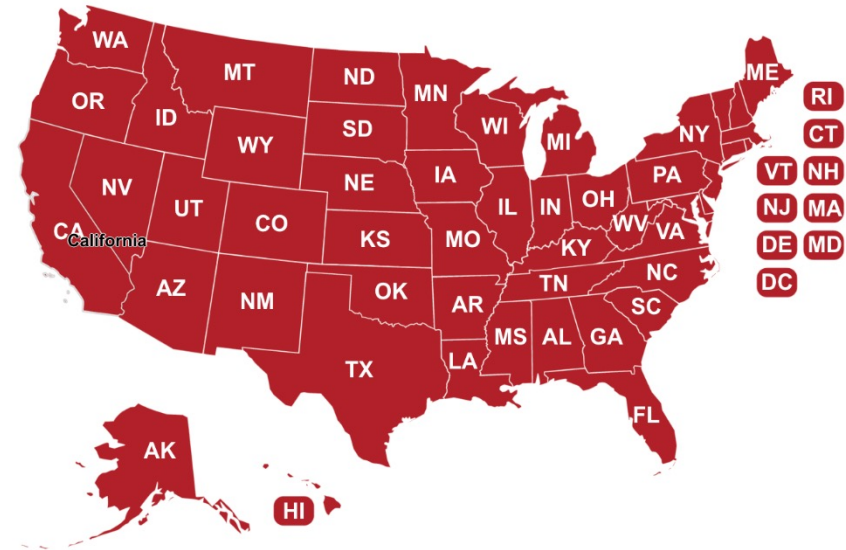 WA
MT
ND
MN
ME
OR
ID
SD
WI
MI
NY
RI
CT
WY
IA
PA
VT NH
NV
NE
IL
IN
OH
NJ MA
UT
CO
KS
MO
WV
VA
CA
California
KY
DE MD
AZ
NM
OK
AR
TN
NC
DC
SC
TX
LA
MS
AL
GA
FL
AK
HI